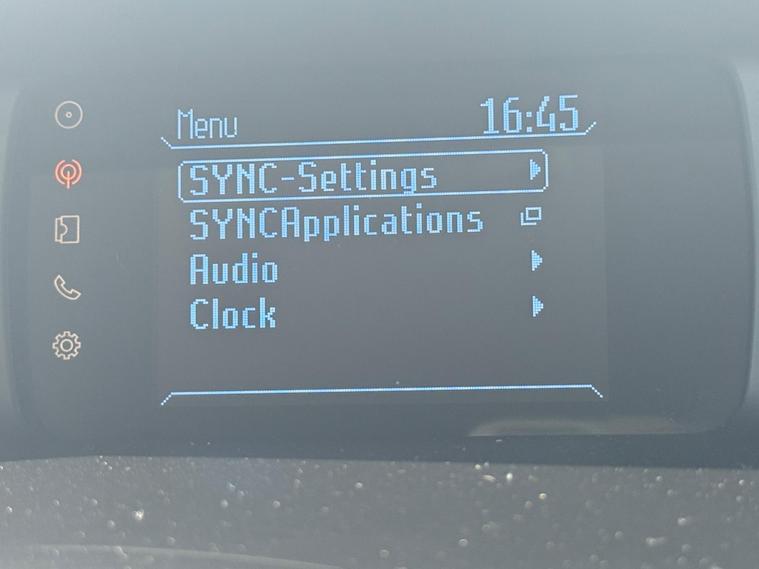 Menu
16:45
SYNC-Settings
SYNCApplications
Audio
Clock